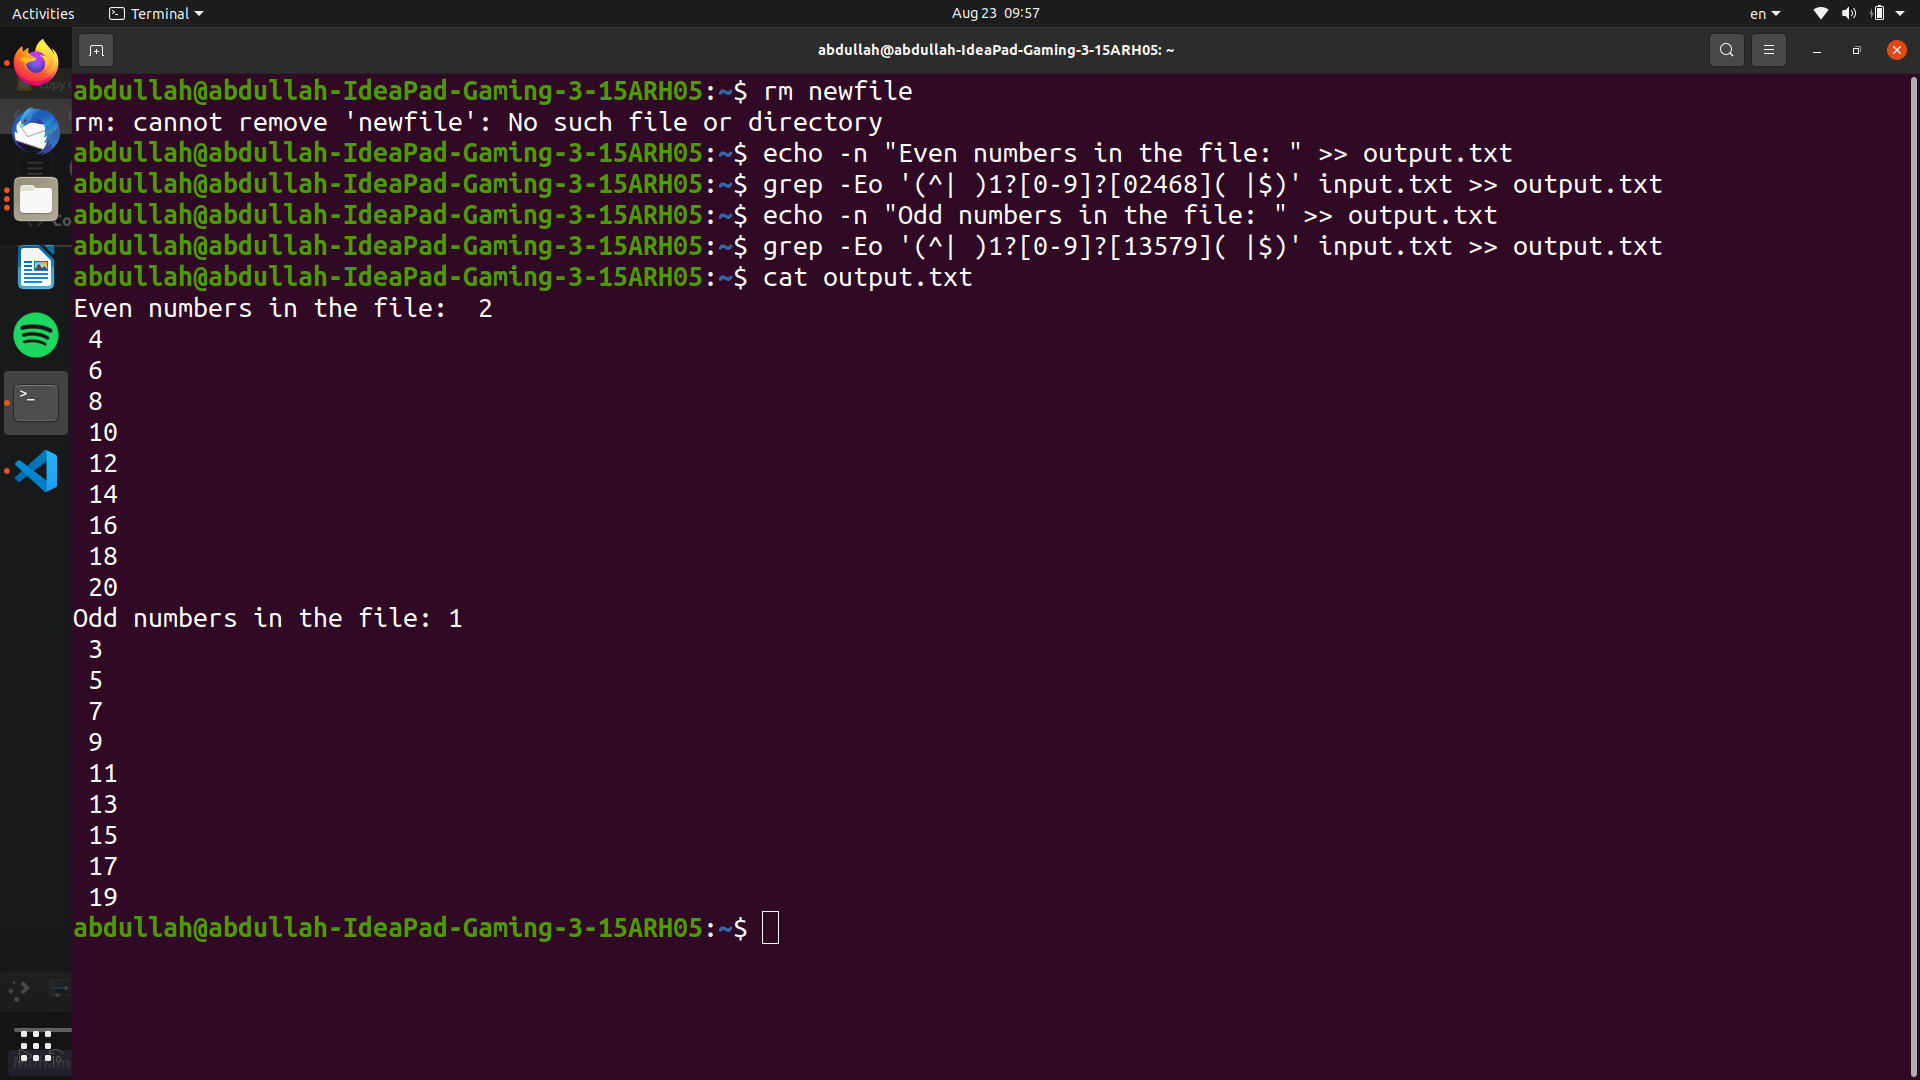 Activities Terminal Aug 23 09:57 en
abdullah@abdullah-IdeaPad-Gaming-3-15ARH05: ~
abdullah@abdullah-IdeaPad-Gaming-3-15ARH05:~$ rm newfile
rm: cannot remove 'newfile': No such file or directory
abdullah@abdullah-IdeaPad-Gaming-3-15ARH05:~$ echo -n "Even numbers in the file: " >> output.txt
abdullah@abdullah-IdeaPad-Gaming-3-15ARH05:~$ grep -Eo '(^| )1?[0-9]?[02468]( |$)' input.txt >> output.txt
abdullah@abdullah-IdeaPad-Gaming-3-15ARH05:~$ echo -n "Odd numbers in the file: " >> output.txt
abdullah@abdullah-IdeaPad-Gaming-3-15ARH05:~$ grep -Eo '(^| )1?[0-9]?[13579]( |$)' input.txt >> output.txt
abdullah@abdullah-IdeaPad-Gaming-3-15ARH05:~$ cat output.txt
Even numbers in the file:  2
 4
 6
 8
 10
 12
 14
 16
 18
 20
Odd numbers in the file: 1
 3
 5
 7
 9
 11
 13
 15
 17
 19
abdullah@abdullah-IdeaPad-Gaming-3-15ARH05:~$